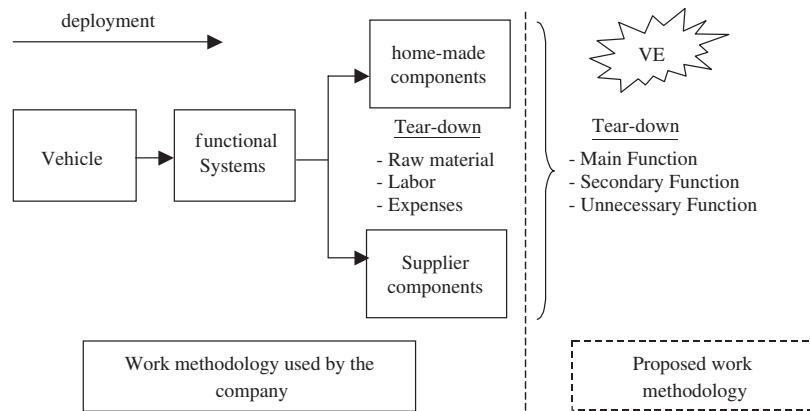 deployment
Vehicle
functional
Systems
home-made
components
Tear-down
- Raw material
- Labor
- Expenses
Supplier
components
VE
Tear-down
- Main Function
- Secondary Function
- Unnecessary Function
Work methodology used by the
company
Proposed work
methodology